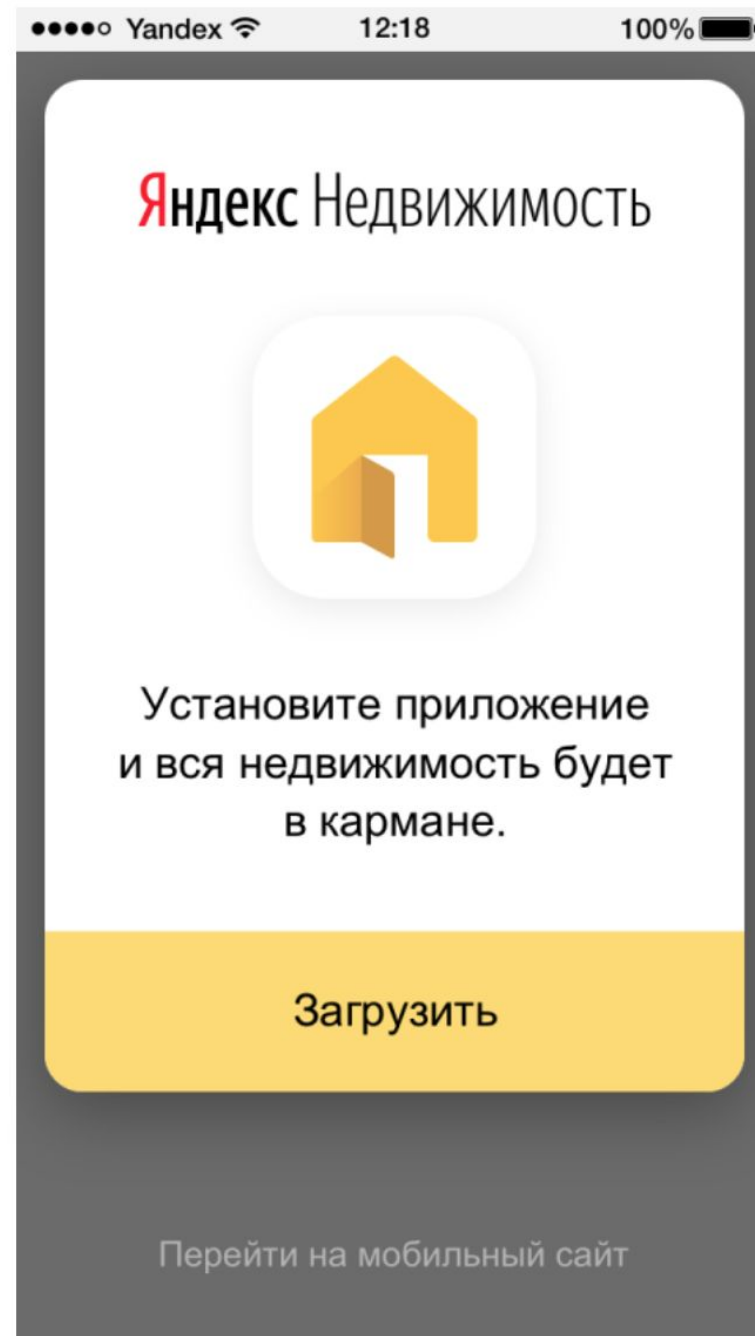 Yandex 12:18 100%
Яндекс Недвижимость
Установите приложение
и вся недвижимость будет
в кармане.
Загрузить
Перейти на мобильный сайт